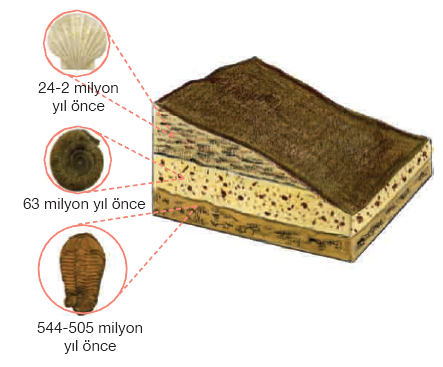 24-2 milyon
yıl önce
63 milyon yıl önce
544-505 milyon
yıl önce